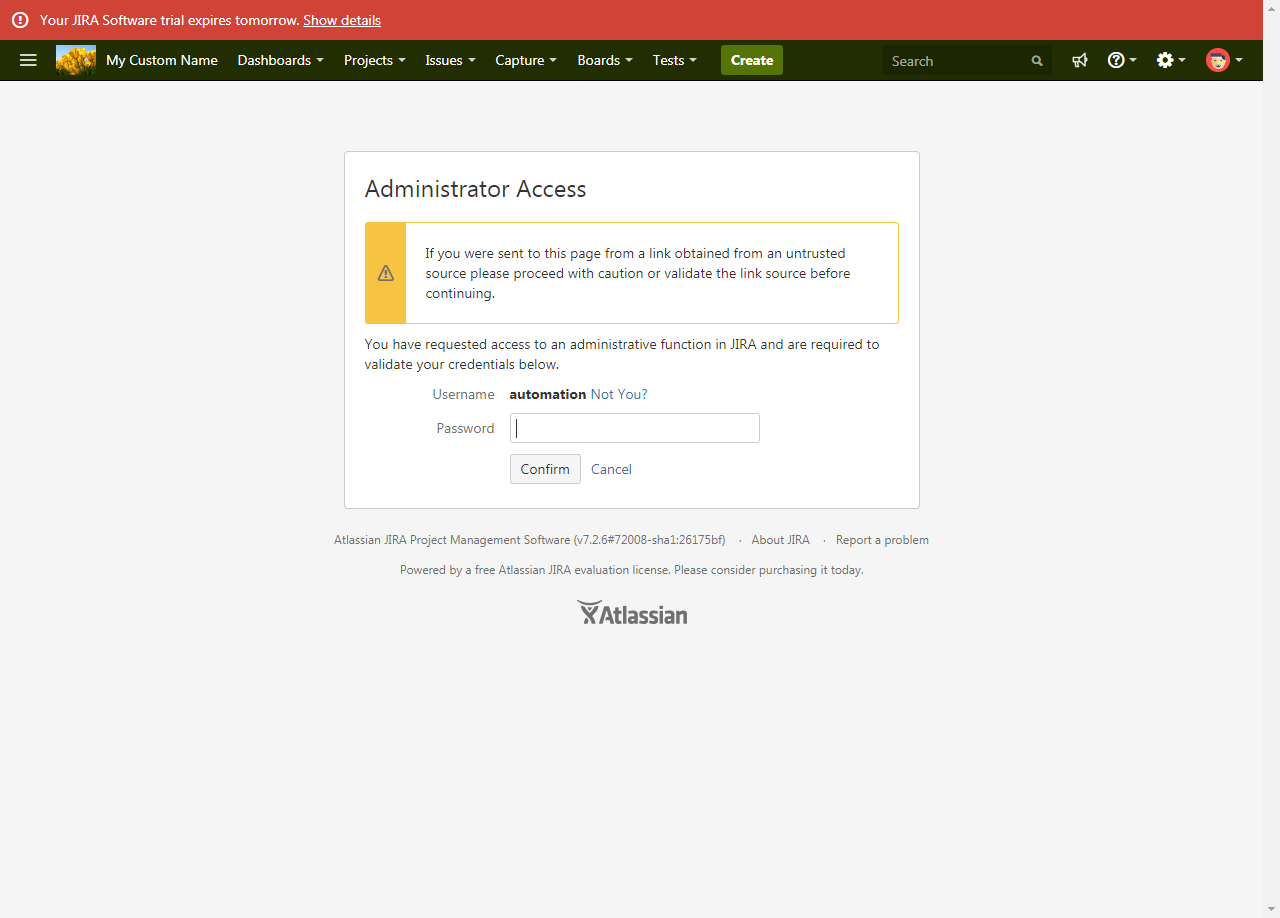 Your JIRA Software trial expires tomorrow. Show details
My Custom Name Dashboards Projects Issues Capture Boards Tests Create Search
Administrator Access
If you were sent to this page from a link obtained from an untrusted
source please proceed with caution or validate the link source before
continuing.
You have requested access to an administrative function in JIRA and are required to
validate your credentials below.
Username automation Not You?
Password
Confirm Cancel
Atlassian JIRA Project Management Software (v7.2.6#72008-sha1:26175bf) · About JIRA · Report a problem
Powered by a free Atlassian JIRA evaluation license. Please consider purchasing it today.
Atlassian